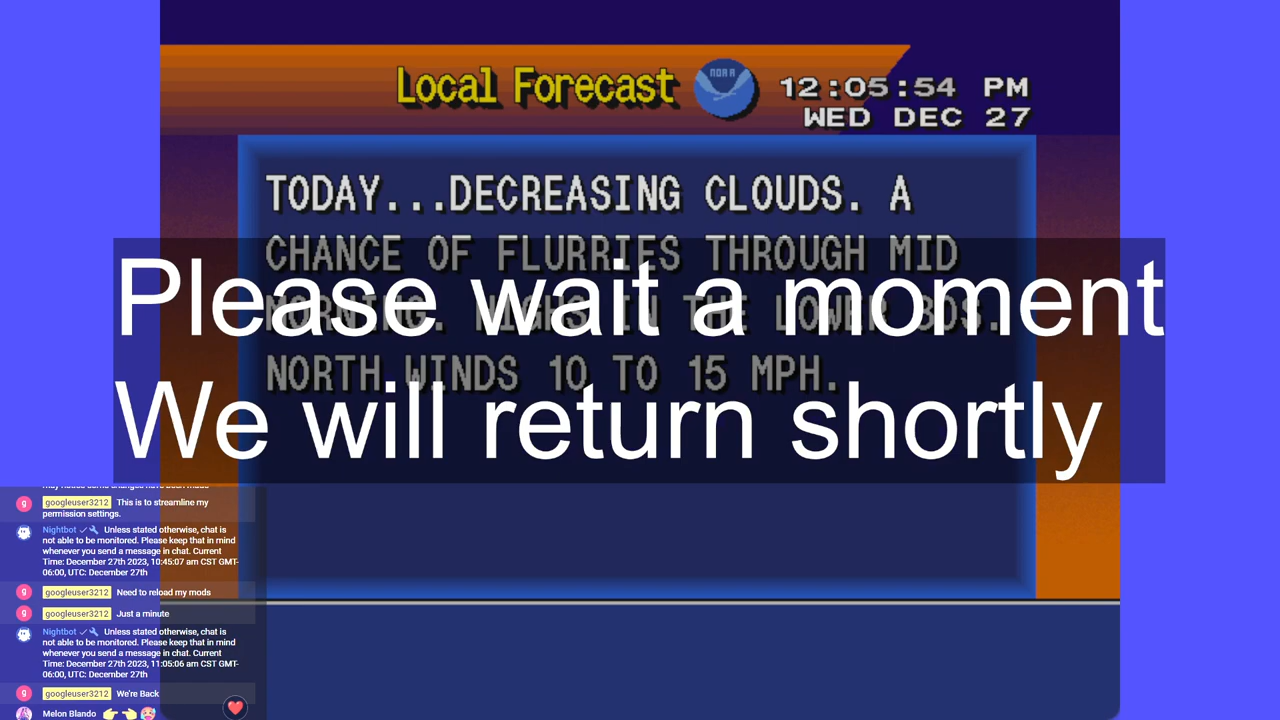 Local Forecast
NOAA
12:05:54 PM
WED DEC 27
TODAY...DECREASING CLOUDS. A
CHANCE OF FLURRIES THROUGH MID
MORNING. HIGHS IN THE LOWER 30S.
NORTH WINDS 10 TO 15 MPH.
Please wait a moment
We will return shortly
googleuser3212 This is to streamline my
permission settings.
Nightbot Unless stated otherwise, chat is
not able to be monitored. Please keep that in mind
whenever you send a message in chat. Current
Time: December 27th 2023, 10:45:07 am CST GMT-
06:00, UTC: December 27th
googleuser3212 Need to reload my mods
googleuser3212 Just a minute
Nightbot Unless stated otherwise, chat is
not able to be monitored. Please keep that in mind
whenever you send a message in chat. Current
Time: December 27th 2023, 11:05:06 am CST GMT-
06:00, UTC: December 27th
googleuser3212 We're Back
Melon Blando 👉👈😅